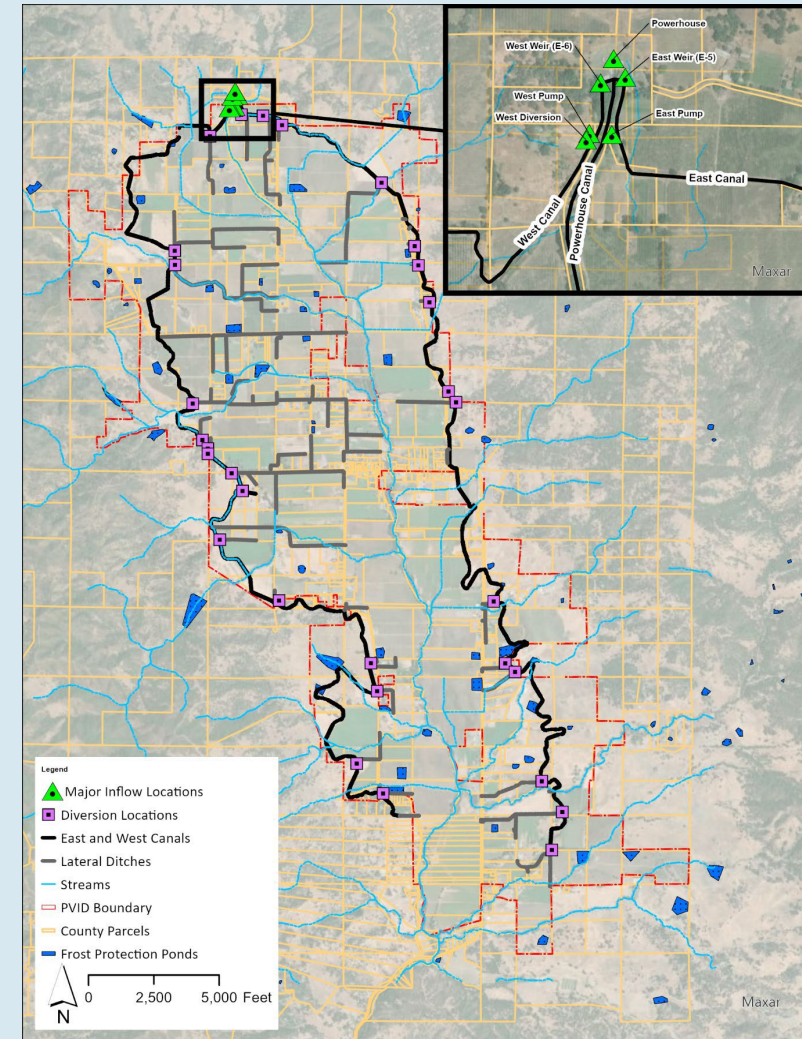 Powerhouse
West Weir (E-6)
East Weir (E-5)
West Pump
West Diversion
East Pump
East Canal
West Canal
Powerhouse Canal
Maxar
Legend
Major Inflow Locations
Diversion Locations
East and West Canals
Lateral Ditches
Streams
PVID Boundary
County Parcels
Frost Protection Ponds
0 2,500 5,000 Feet
N
Maxar